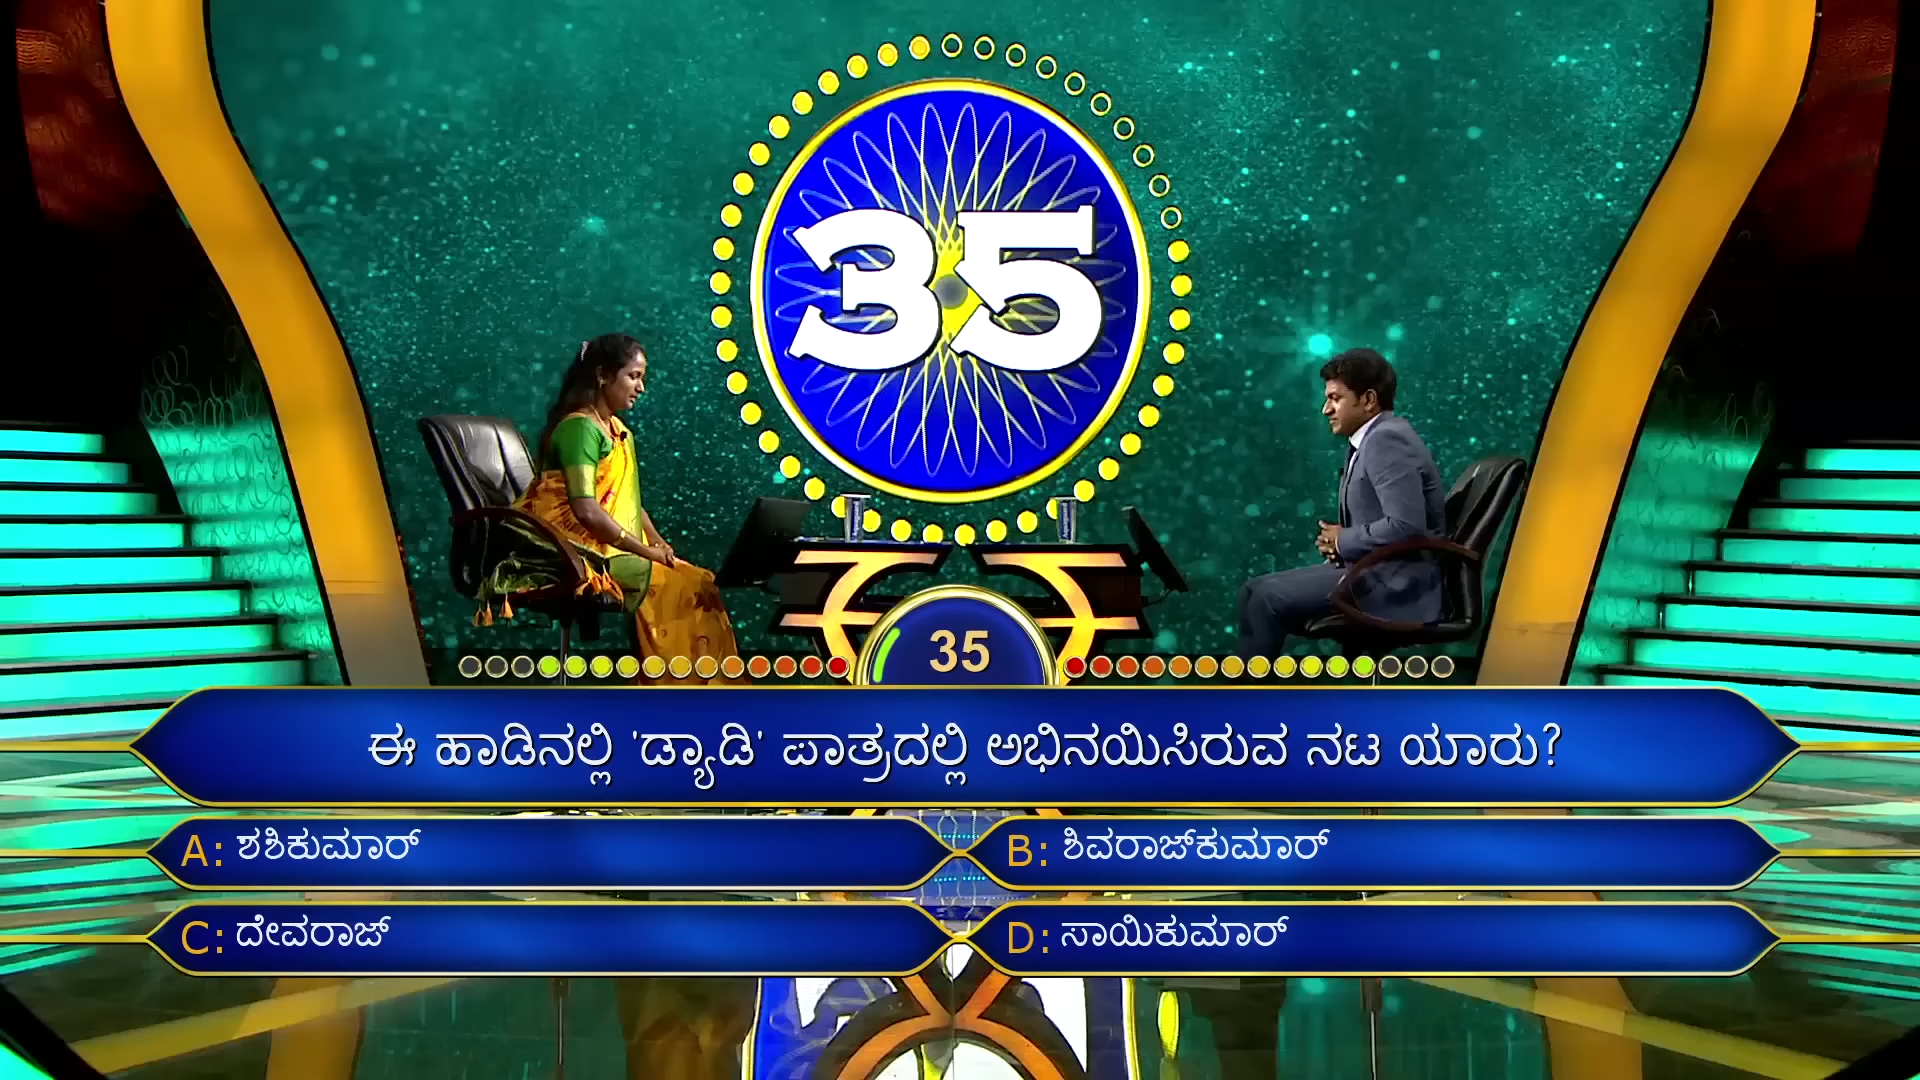 35
35
ಈ ಹಾಡಿನಲ್ಲಿ 'ಡ್ಯಾಡಿ' ಪಾತ್ರದಲ್ಲಿ ಅಭಿನಯಿಸಿರುವ ನಟ ಯಾರು?
A: ಶಶಿಕುಮಾರ್
B: ಶಿವರಾಜ್‌ಕುಮಾರ್
C: ದೇವರಾಜ್
D: ಸಾಯಿಕುಮಾರ್